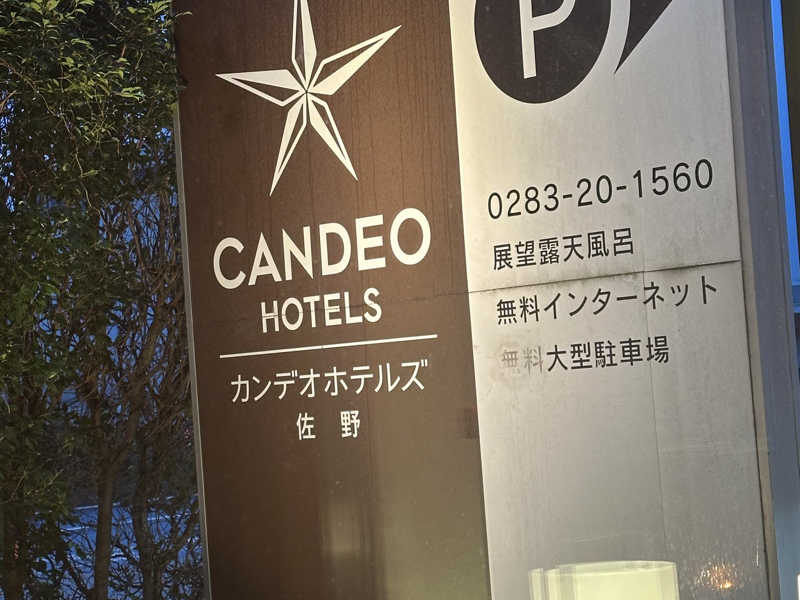 CANDEO
HOTELS
カンデオホテルズ
佐野
P
0283-20-1560
展望露天風呂
無料インターネット
無料大型駐車場